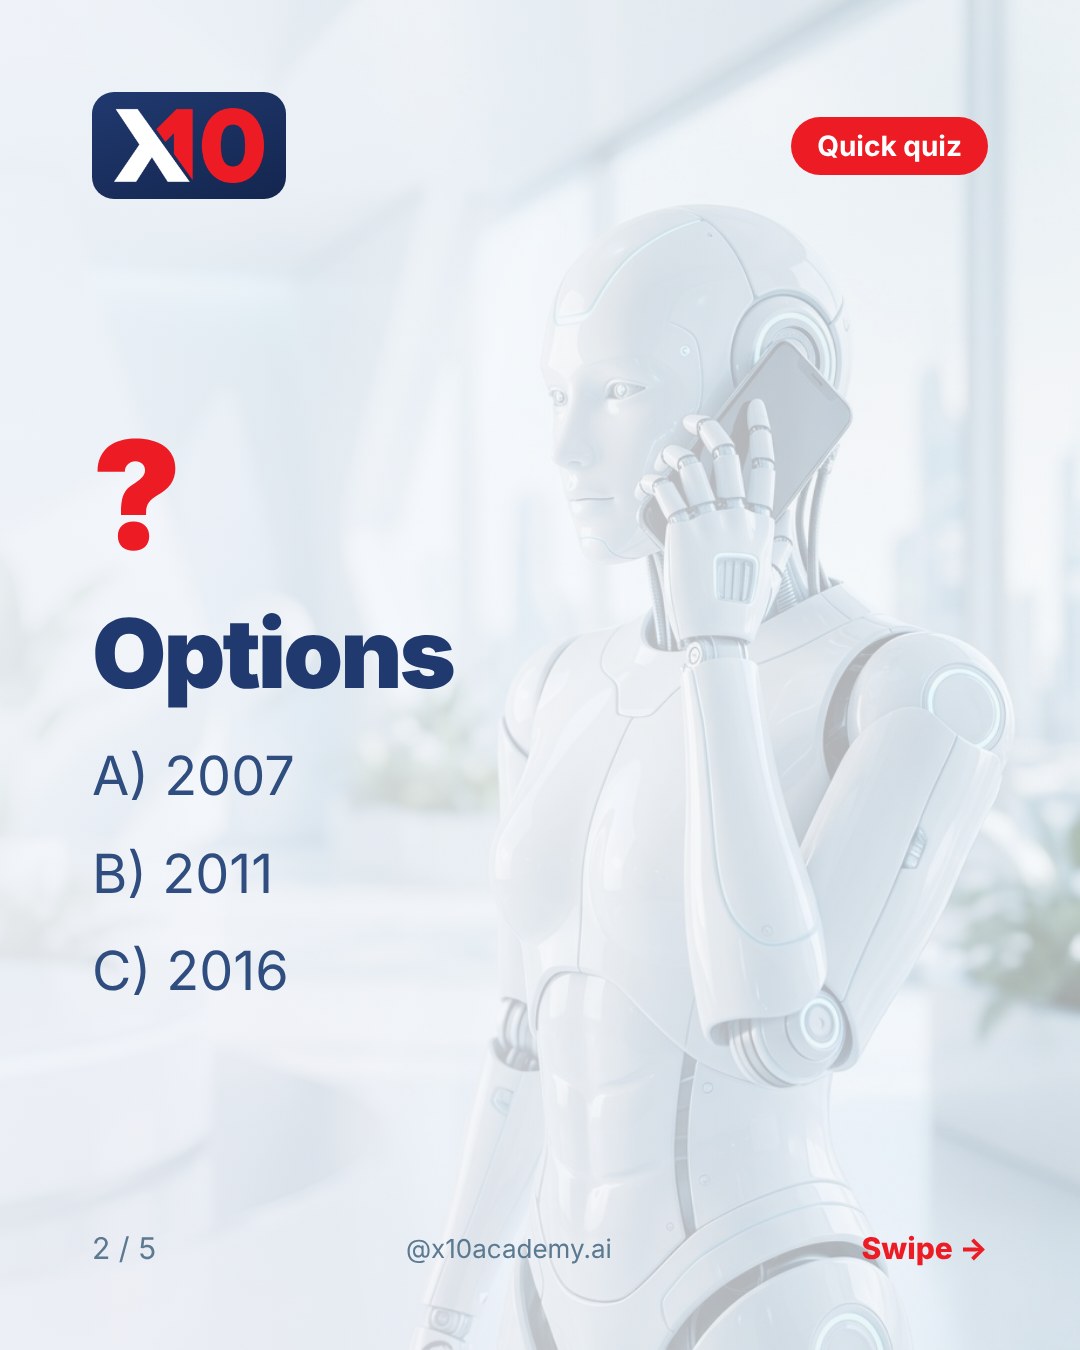 X10
Quick quiz
?
Options
A) 2007
B) 2011
C) 2016
2 / 5
@x10academy.ai
Swipe →